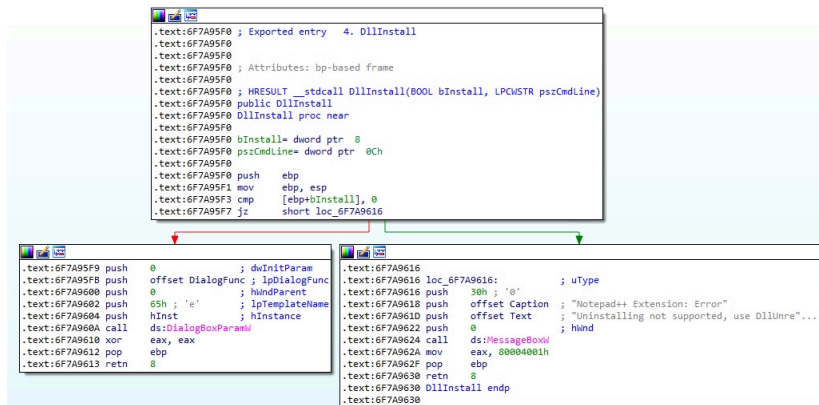 .text:6F7A95F0 ; Exported entry   4. DllInstall
.text:6F7A95F0
.text:6F7A95F0
.text:6F7A95F0 ; Attributes: bp-based frame
.text:6F7A95F0
.text:6F7A95F0 ; HRESULT __stdcall DllInstall(BOOL bInstall, LPCWSTR pszCmdLine)
.text:6F7A95F0 public DllInstall
.text:6F7A95F0 DllInstall proc near
.text:6F7A95F0
.text:6F7A95F0 bInstall= dword ptr  8
.text:6F7A95F0 pszCmdLine= dword ptr  0Ch
.text:6F7A95F0
.text:6F7A95F0 push    ebp
.text:6F7A95F1 mov     ebp, esp
.text:6F7A95F3 cmp     [ebp+bInstall], 0
.text:6F7A95F7 jz      short loc_6F7A9616
.text:6F7A95F9 push    0               ; dwInitParam
.text:6F7A95FB push    offset DialogFunc ; lpDialogFunc
.text:6F7A9600 push    0               ; hWndParent
.text:6F7A9602 push    65h ; 'e'       ; lpTemplateName
.text:6F7A9604 push    hInst           ; hInstance
.text:6F7A960A call    ds:DialogBoxParamW
.text:6F7A9610 xor     eax, eax
.text:6F7A9612 pop     ebp
.text:6F7A9613 retn    8
.text:6F7A9616
.text:6F7A9616 loc_6F7A9616:           ; uType
.text:6F7A9616 push    30h ; '0'
.text:6F7A9618 push    offset Caption  ; "Notepad++ Extension: Error"
.text:6F7A961D push    offset Text     ; "Uninstalling not supported, use DllUnre"...
.text:6F7A9622 push    0               ; hWnd
.text:6F7A9624 call    ds:MessageBoxW
.text:6F7A962A mov     eax, 80004001h
.text:6F7A962F pop     ebp
.text:6F7A9630 retn    8
.text:6F7A9630 DllInstall endp
.text:6F7A9630